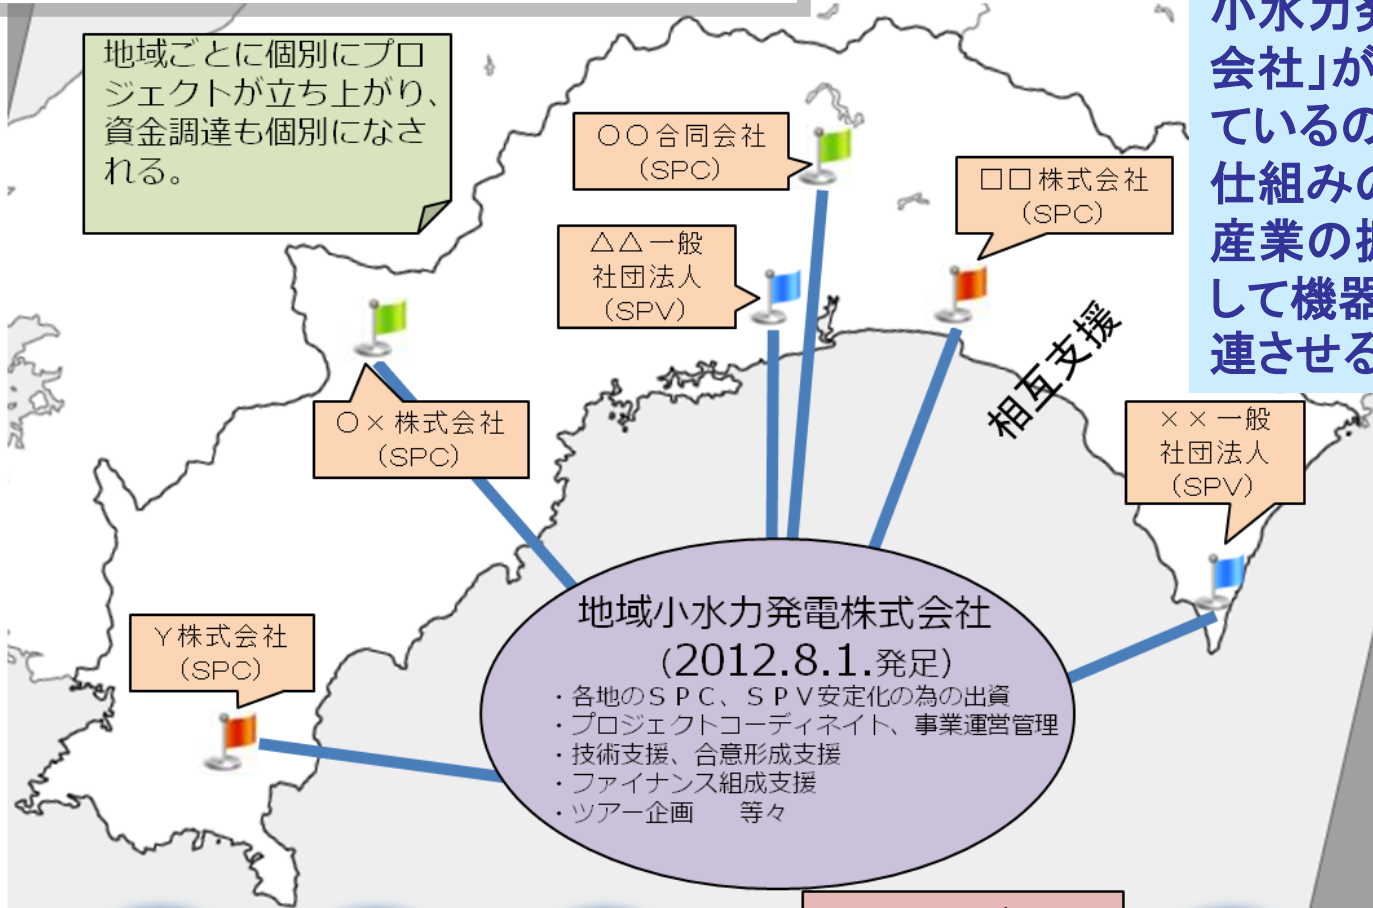 地域ごとに個別にプロ
ジェクトが立ち上がり、
資金調達も個別になさ
れる。
小水力発
会社」が
ているの
仕組みの
産業の振
して機器
連させる
〇〇合同会社
(SPC)
□□株式会社
(SPC)
△△一般
社団法人
(SPV)
相互支援
〇×株式会社
(SPC)
××一般
社団法人
(SPV)
Y株式会社
(SPC)
地域小水力発電株式会社
(2012.8.1.発足)
・各地のSPC、SPV安定化の為の出資
・プロジェクトコーディネイト、事業運営管理
・技術支援、合意形成支援
・ファイナンス組成支援
・ツアー企画　等々